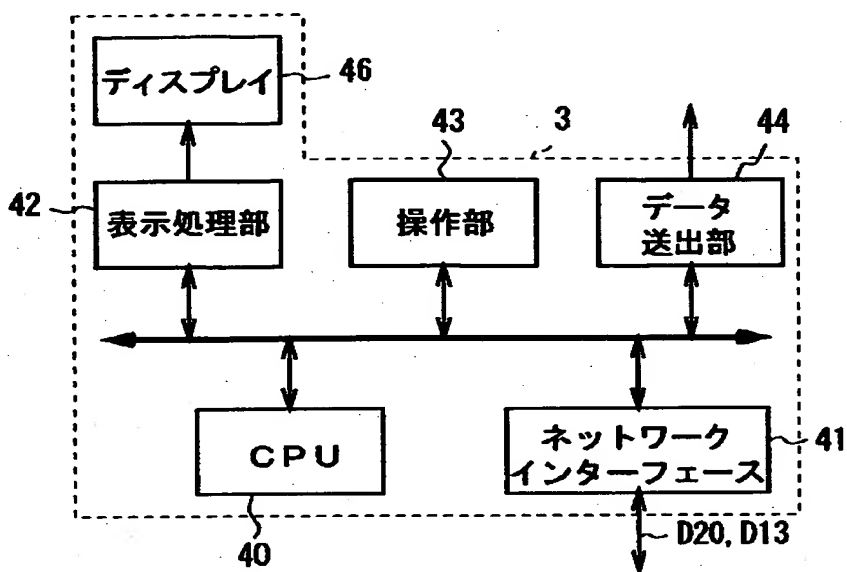 ディスプレイ
46
43
3
44
42
表示処理部
操作部
データ
送出部
CPU
40
ネットワーク
インターフェース
41
D20, D13